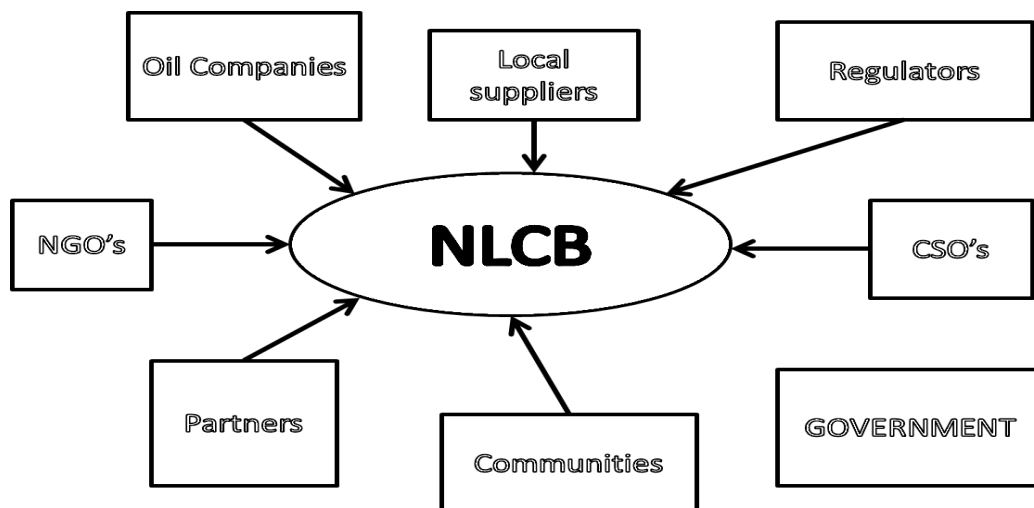 Oil Companies
Local
suppliers
Regulators
NGO's
NLCB
CSO's
Partners
Communities
GOVERNMENT